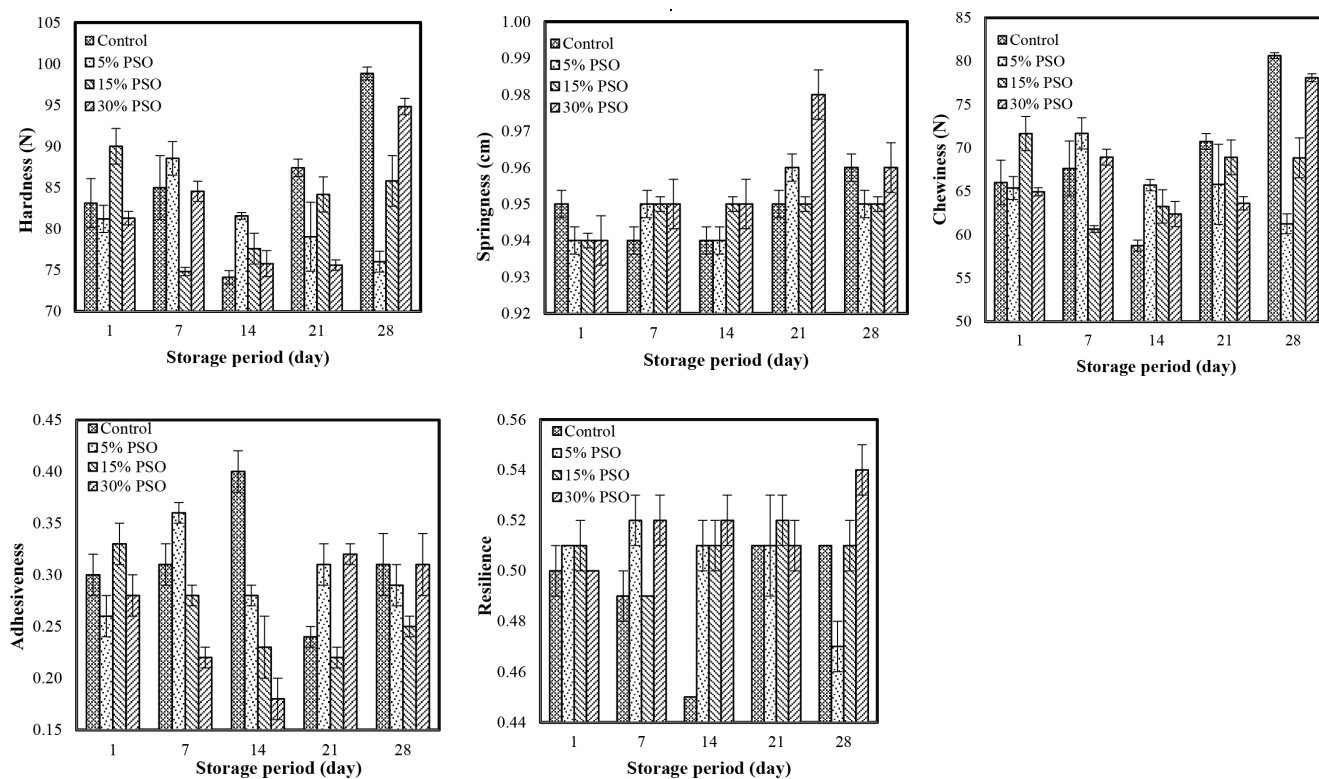 105
100
95
90
85
80
75
70
Hardness (N)
Control
5% PSO
15% PSO
30% PSO
1 7 14 21 28
Storage period (day)
1.00
0.99
0.98
0.97
0.96
0.95
0.94
0.93
0.92
Springness (cm)
Control
5% PSO
15% PSO
30% PSO
1 7 14 21 28
Storage period (day)
85
80
75
70
65
60
55
50
Chewiness (N)
Control
5% PSO
15% PSO
30% PSO
1 7 14 21 28
Storage period (day)
0.45
0.40
0.35
0.30
0.25
0.20
0.15
Adhesiveness
Control
5% PSO
15% PSO
30% PSO
1 7 14 21 28
Storage period (day)
0.56
0.54
0.52
0.50
0.48
0.46
0.44
Resilience
Control
5% PSO
15% PSO
30% PSO
1 7 14 21 28
Storage period (day)